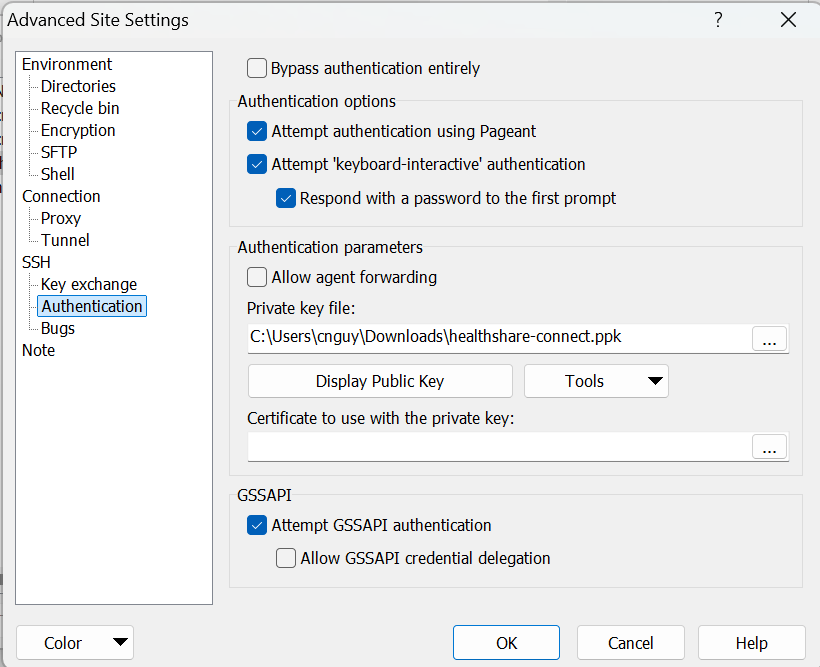 Advanced Site Settings
?
Environment
Directories
Recycle bin
Encryption
SFTP
Shell
Connection
Proxy
Tunnel
SSH
Key exchange
Authentication
Bugs
Note
Bypass authentication entirely
Authentication options
Attempt authentication using Pageant
Attempt 'keyboard-interactive' authentication
Respond with a password to the first prompt
Authentication parameters
Allow agent forwarding
Private key file:
C:\Users\cnguy\Downloads\healthshare-connect.ppk
...
Display Public Key
Tools
Certificate to use with the private key:
...
GSSAPI
Attempt GSSAPI authentication
Allow GSSAPI credential delegation
Color
OK
Cancel
Help